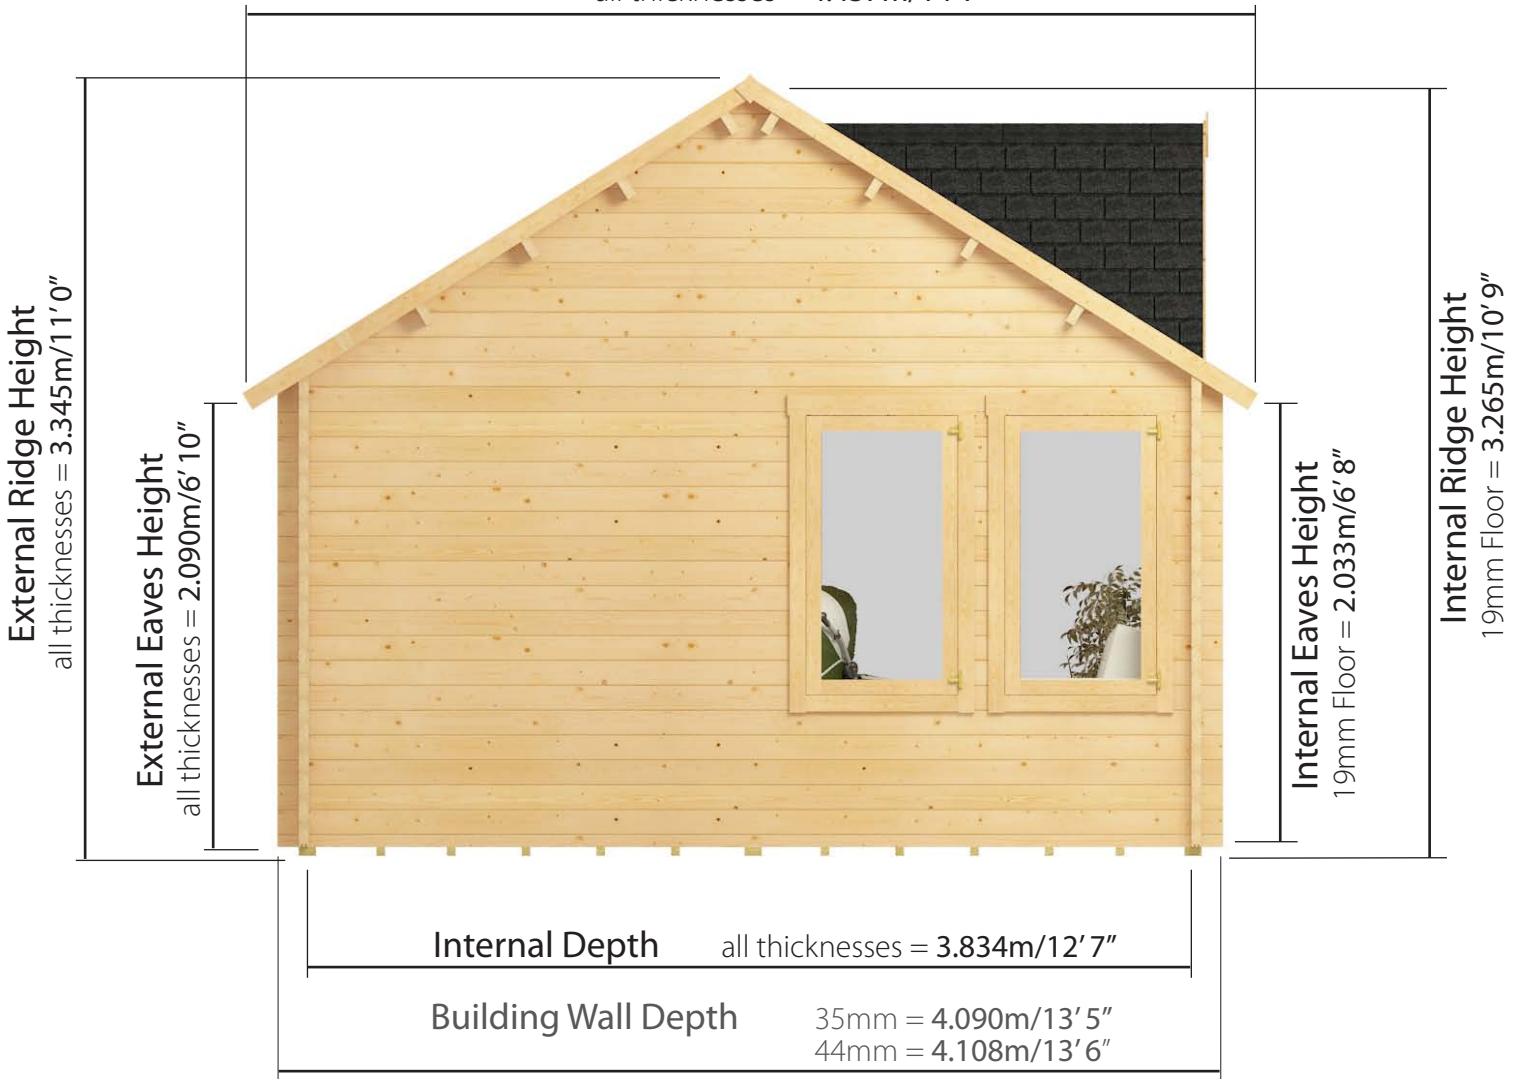 External Ridge Height
all thicknesses = 3.345m/11’0”
External Eaves Height
all thicknesses = 2.090m/6’10”
Internal Eaves Height
19mm Floor = 2.033m/6’8”
Internal Ridge Height
19mm Floor = 3.265m/10’9”
Internal Depth all thicknesses = 3.834m/12’7”
Building Wall Depth 35mm = 4.090m/13’5”
44mm = 4.108m/13’6”